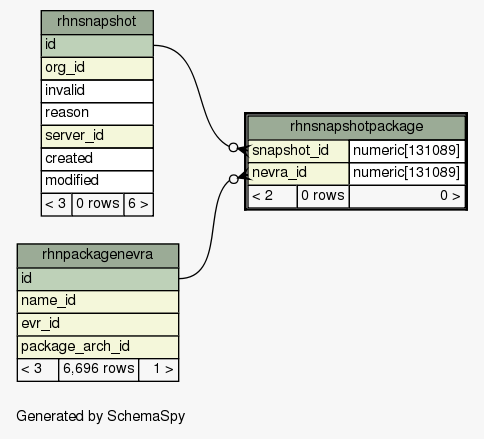 rhnsnapshot
id
org_id
invalid
reason
server_id
created
modified
< 3 0 rows 6 >
rhnsnapshotpackage
snapshot_id numeric[131089]
nevra_id numeric[131089]
< 2 0 rows 0 >
rhnpackagenevra
id
name_id
evr_id
package_arch_id
< 3 6,696 rows 1 >
Generated by SchemaSpy